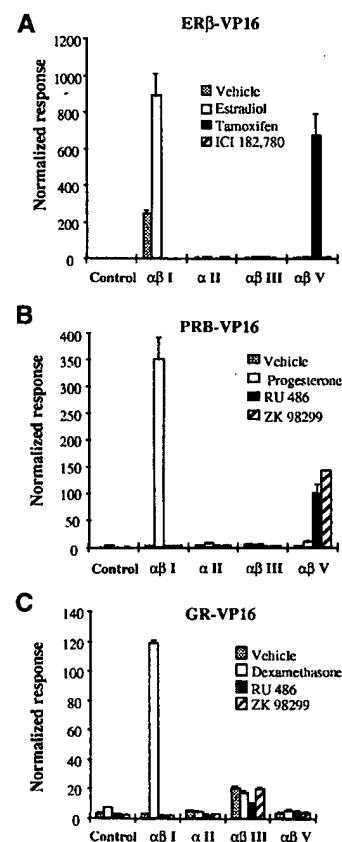 A
ERβ-VP16
Normalized response
1200
1000
800
600
400
200
0
Vehicle
Estradiol
Tamoxifen
ICI 182,780
Control αβ I α II αβ III αβ V
B
PRB-VP16
Normalized response
400
350
300
250
200
150
100
50
0
Vehicle
Progesterone
RU 486
ZK 98299
Control αβ I α II αβ III αβ V
C
GR-VP16
Normalized response
140
120
100
80
60
40
20
0
Vehicle
Dexamethasone
RU 486
ZK 98299
Control αβ I α II αβ III αβ V